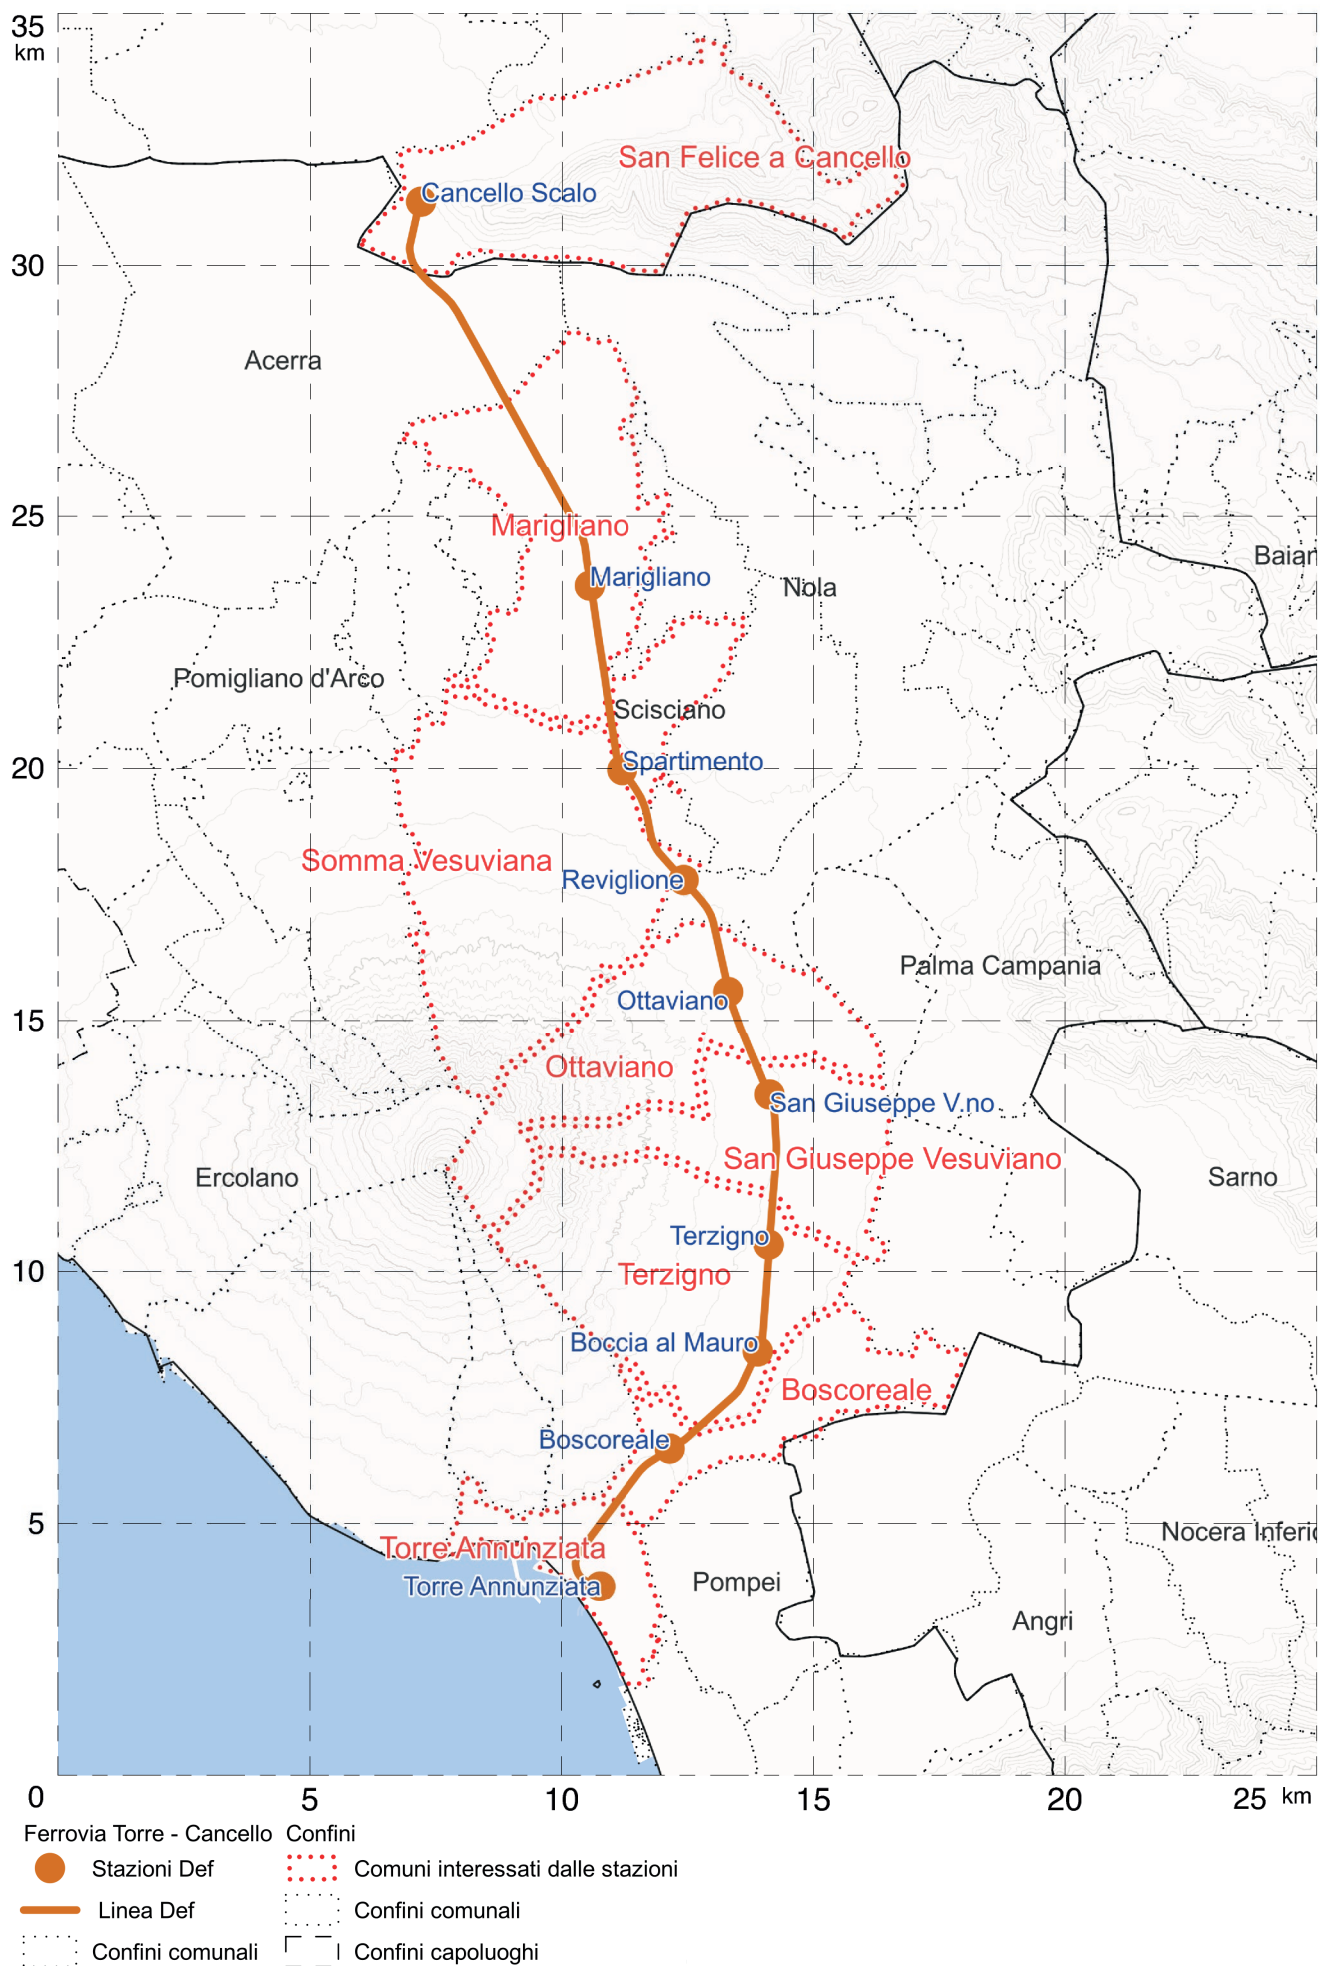 35
km
San Felice a Cancello
Cancello Scalo
30
Acerra
25
Marigliano
Baian
Marigliano
Nola
Pomigliano d'Arco
Scisciano
20
Spartimento
Somma Vesuviana
Reviglione
Palma Campania
Ottaviano
15
Ottaviano
San Giuseppe V.no
San Giuseppe Vesuviano
Ercolano
Sarno
Terzigno
10
Terzigno
Boccia al Mauro
Boscoreale
Boscoreale
5
Nocera Inferio
Torre Annunziata
Torre Annunziata
Pompei
Angri
0
5
10
15
20
25 km
Ferrovia Torre - Cancello
Stazioni Def
Linea Def
Confini comunali
Confini
Comuni interessati dalle stazioni
Confini comunali
Confini capoluoghi